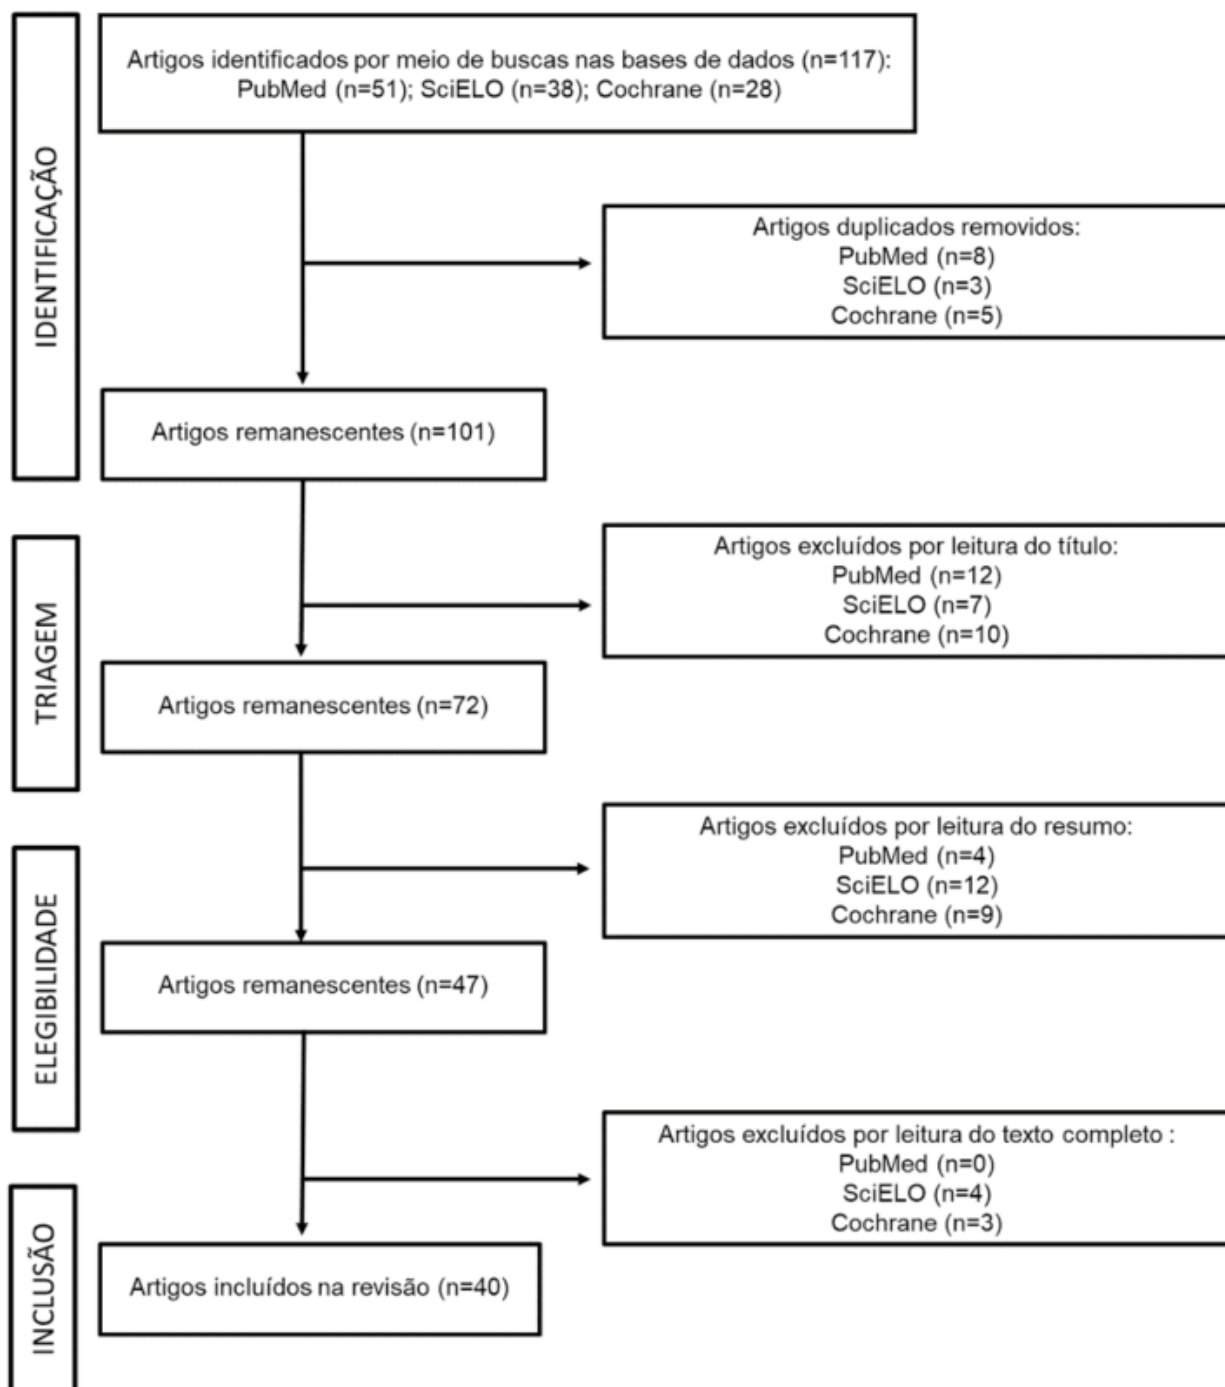 IDENTIFICAÇÃO
Artigos identificados por meio de buscas nas bases de dados (n=117):
PubMed (n=51); SciELO (n=38); Cochrane (n=28)
Artigos duplicados removidos:
PubMed (n=8)
SciELO (n=3)
Cochrane (n=5)
Artigos remanescentes (n=101)
TRIAGEM
Artigos excluídos por leitura do título:
PubMed (n=12)
SciELO (n=7)
Cochrane (n=10)
Artigos remanescentes (n=72)
ELEGIBILIDADE
Artigos excluídos por leitura do resumo:
PubMed (n=4)
SciELO (n=12)
Cochrane (n=9)
Artigos remanescentes (n=47)
Artigos excluídos por leitura do texto completo :
PubMed (n=0)
SciELO (n=4)
Cochrane (n=3)
INCLUSÃO
Artigos incluídos na revisão (n=40)